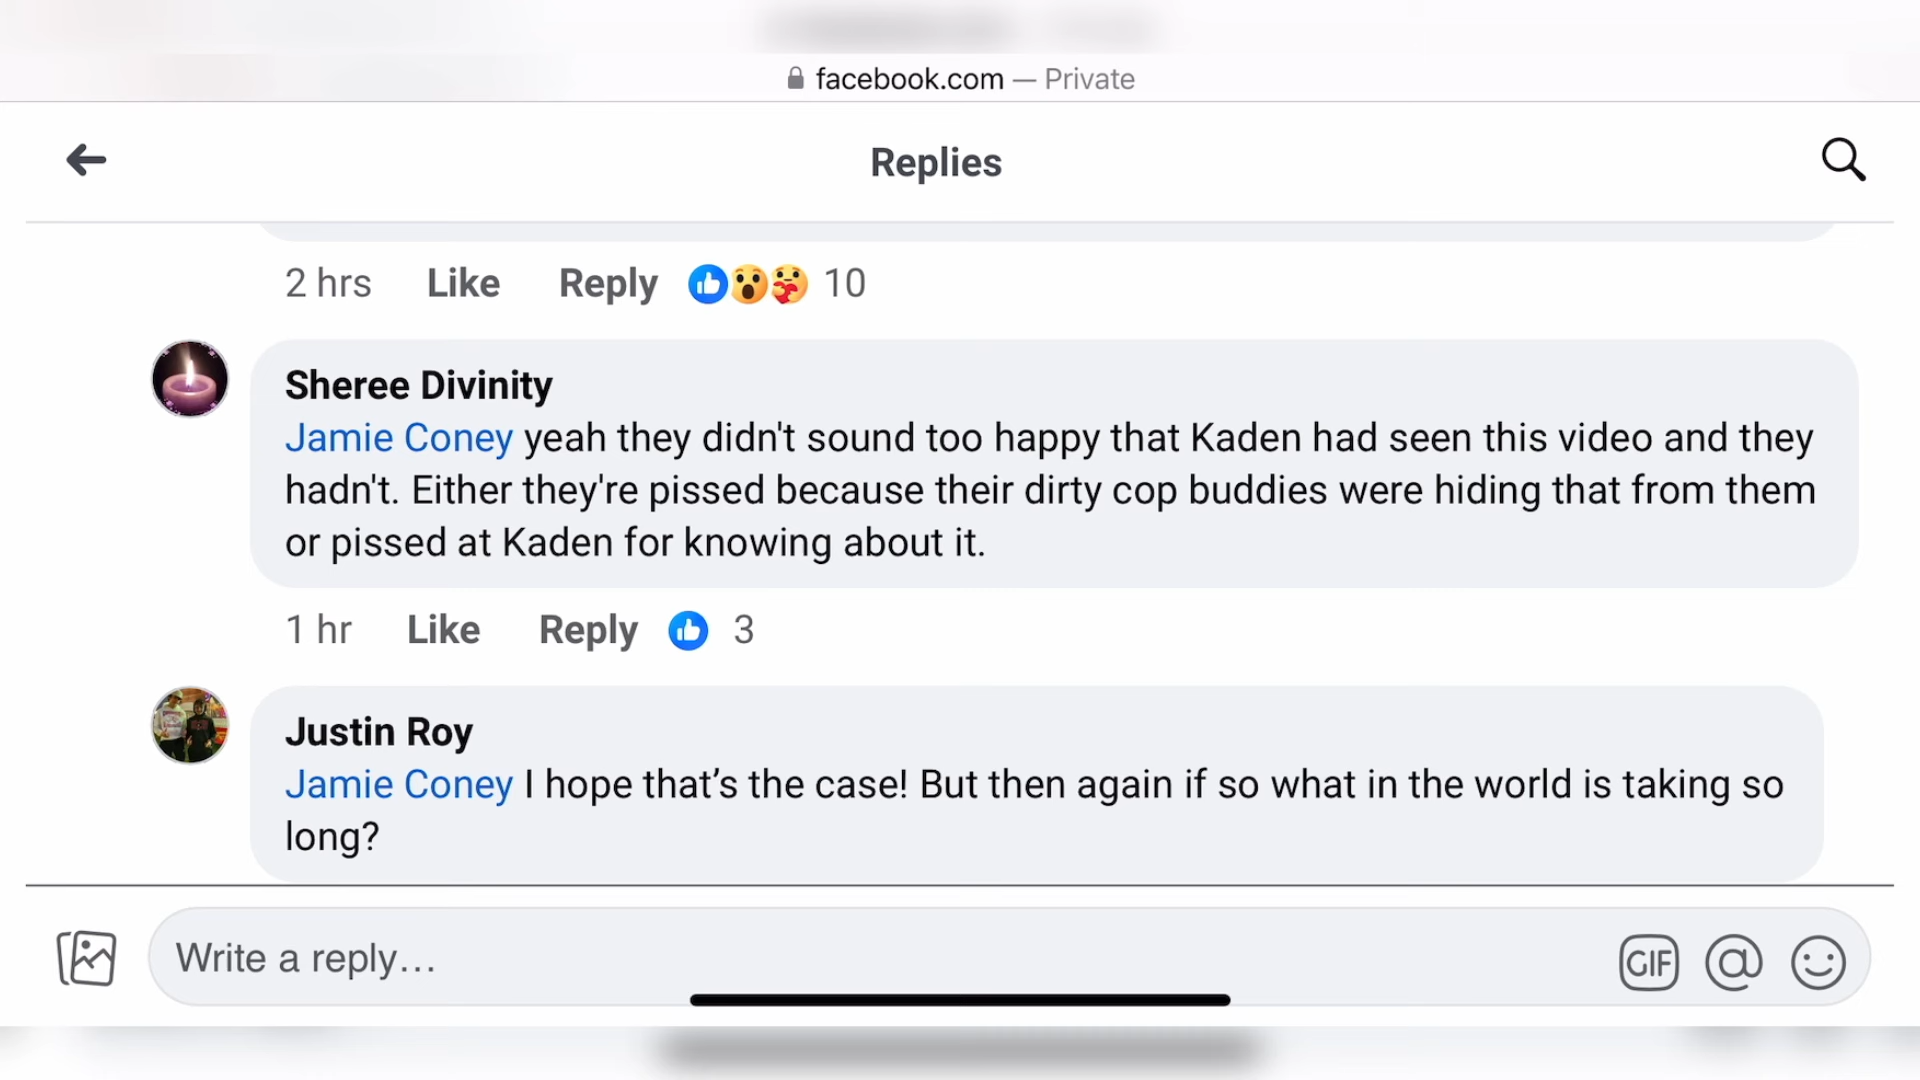 facebook.com — Private
Replies
2 hrs Like Reply 10
Sheree Divinity
Jamie Coney yeah they didn't sound too happy that Kaden had seen this video and they
hadn't. Either they're pissed because their dirty cop buddies were hiding that from them
or pissed at Kaden for knowing about it.
1 hr Like Reply 3
Justin Roy
Jamie Coney I hope that’s the case! But then again if so what in the world is taking so
long?
Write a reply...
GIF @